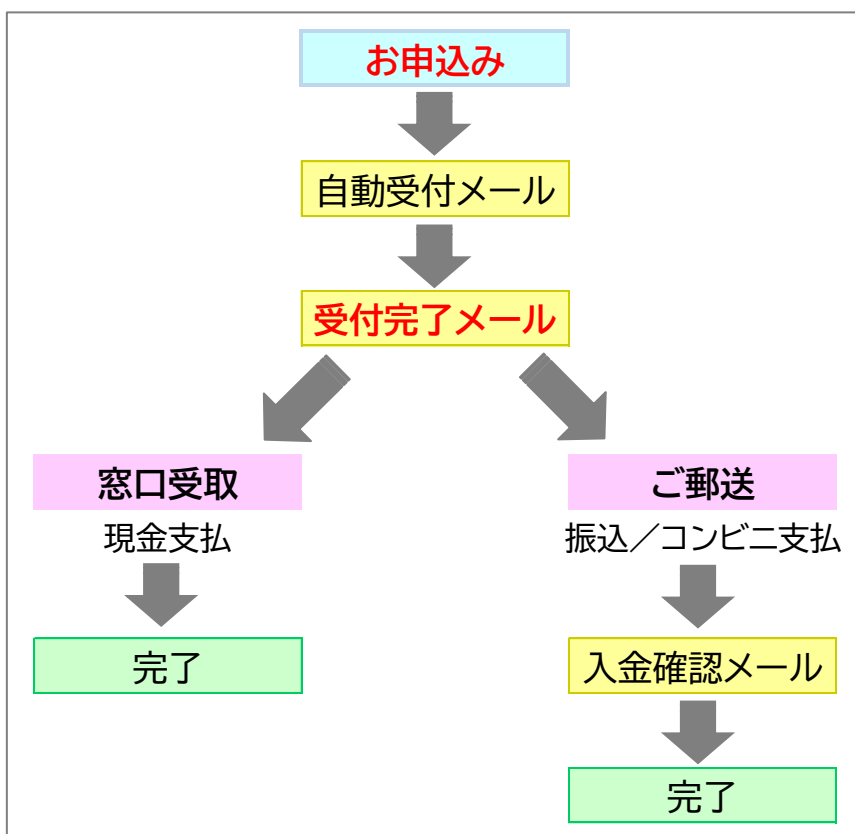 お申込み
自動受付メール
受付完了メール
窓口受取
現金支払
完了
ご郵送
振込／コンビニ支払
入金確認メール
完了